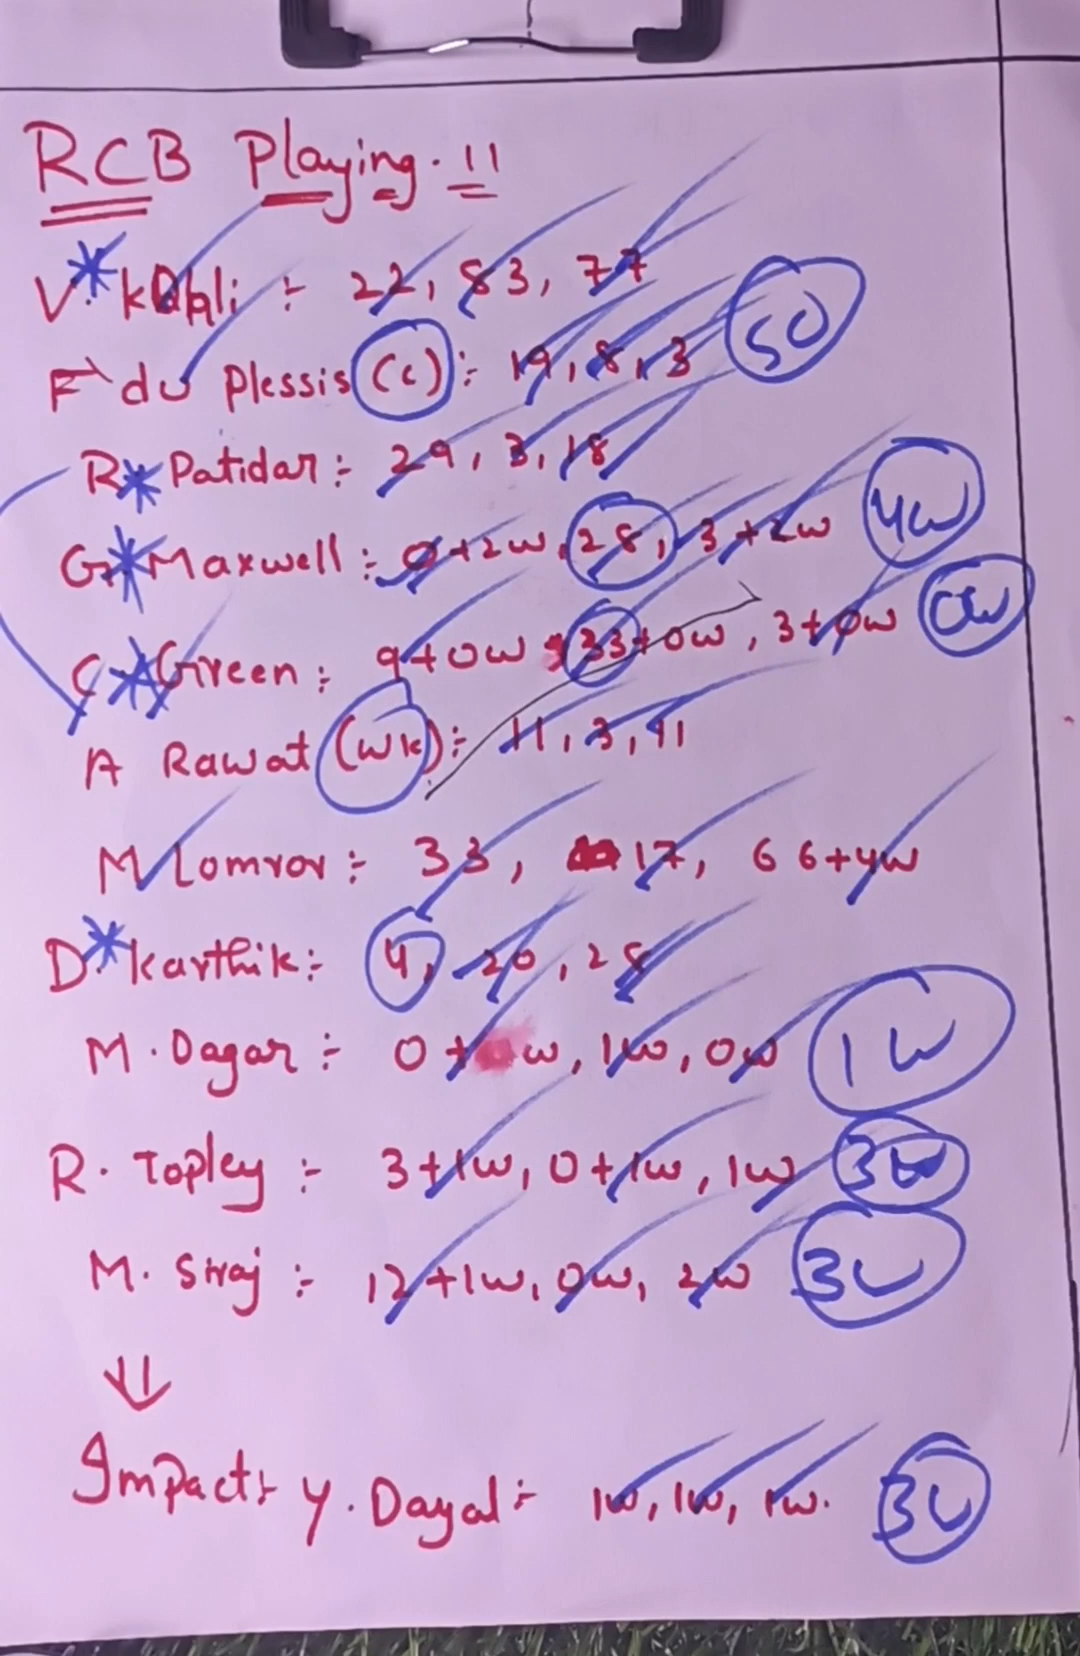 RCB Playing. 11
V. Kohli :- 22, 83, 77
F du Plessis (c) :- 19, 8, 3 50
R Patidar :- 29, 3, 18
G. Maxwell :- 0+2w, 28, 3+2w 4w
C Green :- 9+0w, 33+0w, 3+0w 0w
A Rawat (wk) :- 11, 3, 11
M Lomror :- 33, 17, 6 6+4w
D. Karthik :- 4, 20, 28
M. Dagar :- 0+ w, 1w, 0w 1w
R. Topley :- 3+1w, 0+1w, 1w 3w
M. Siraj :- 12+1w, 0w, 2w 3w
Impact :- Y. Dayal :- 1w, 1w, 1w. 3w